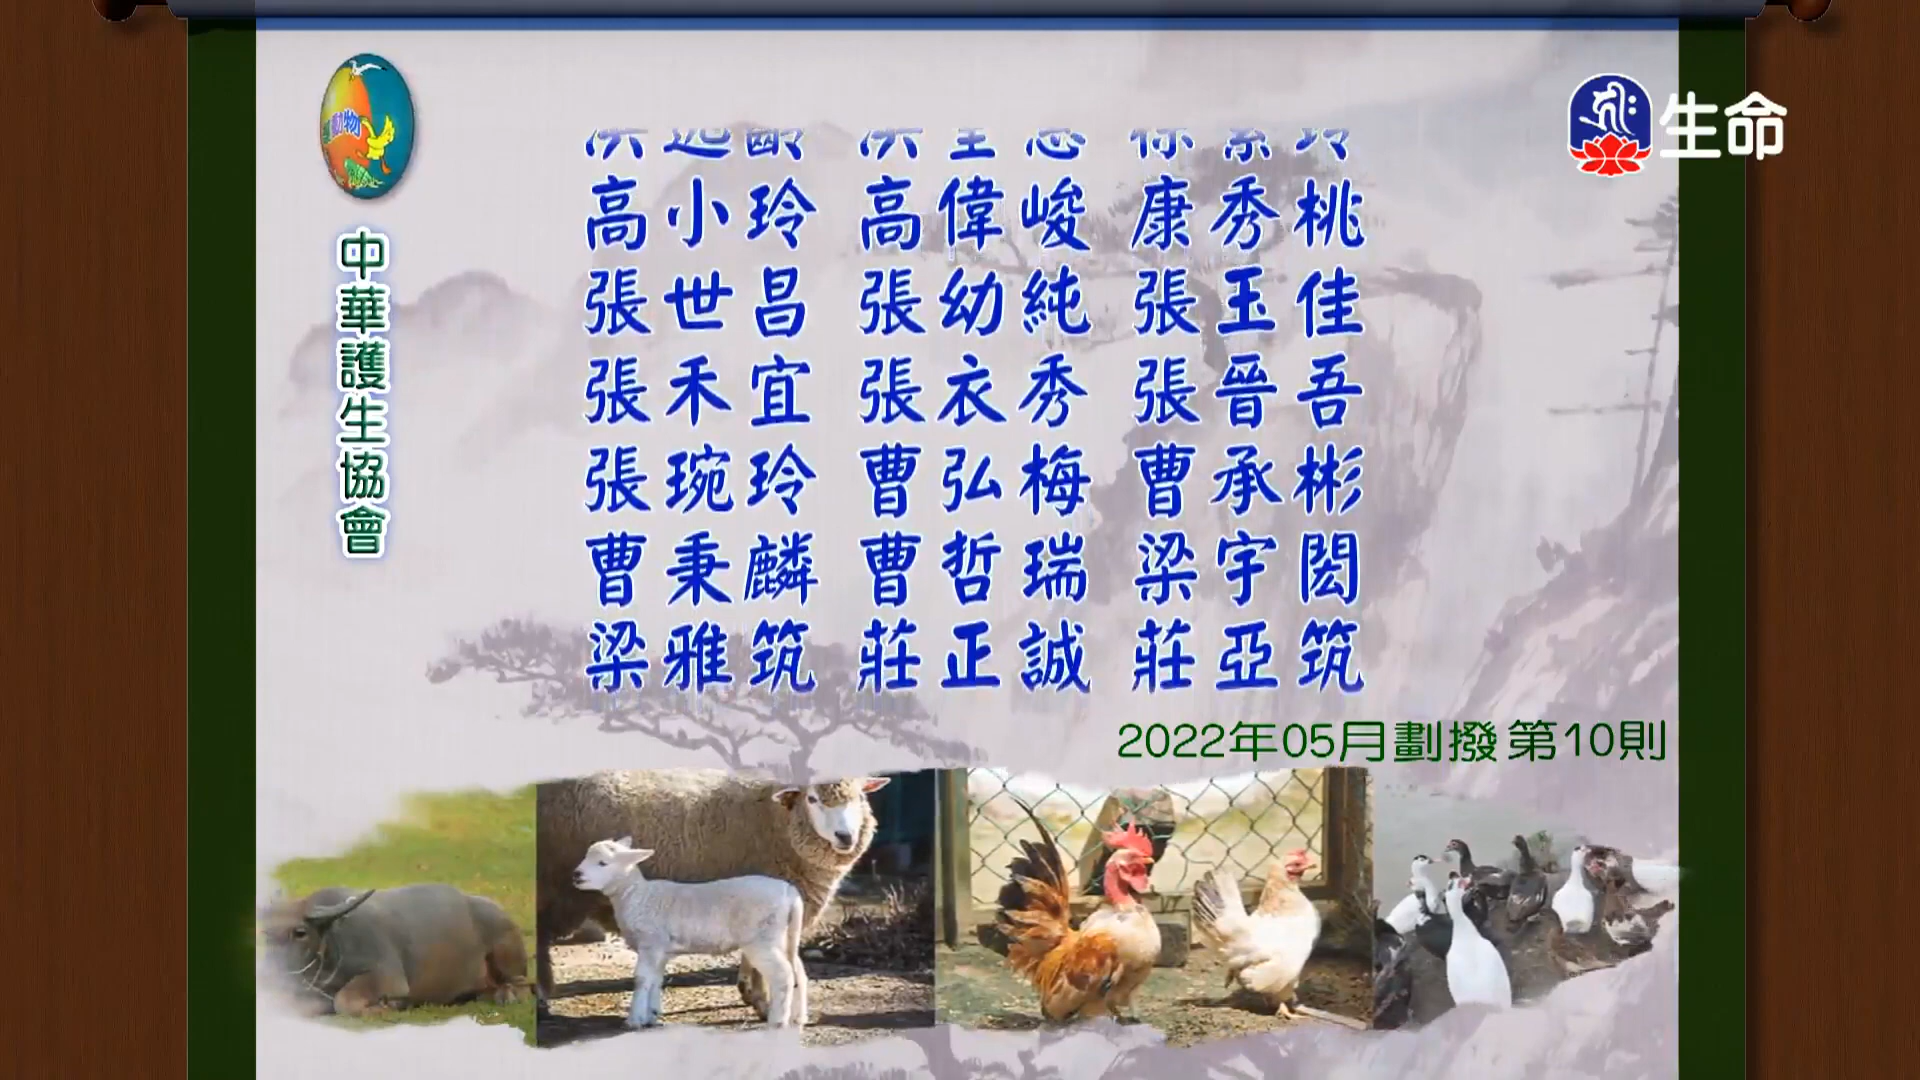 生命
中華護生協會
高小玲 高偉峻 康秀桃
張世昌 張幼純 張玉佳
張禾宜 張衣秀 張晉吾
張琬玲 曹弘梅 曹承彬
曹秉麟 曹哲瑞 梁宇閎
梁雅筑 莊正誠 莊亞筑
2022年05月劃撥第10則